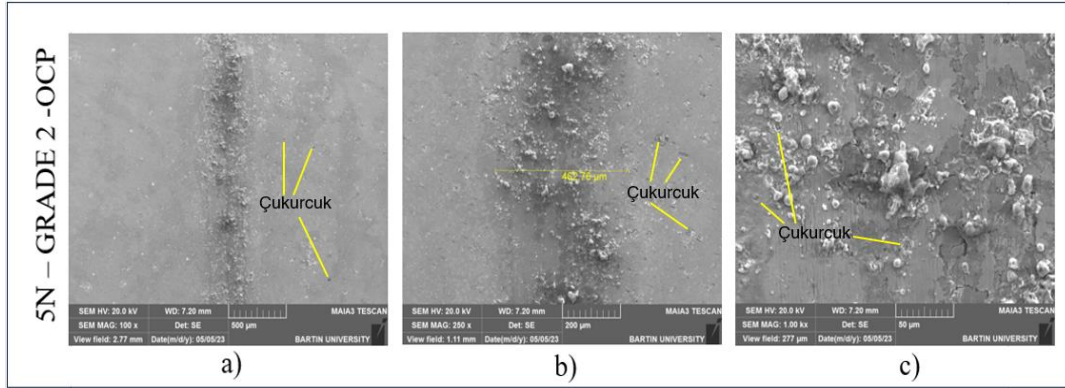 5N – GRADE 2 -OCP
Çukurcuk
SEM HV: 20.0 kV WD: 7.20 mm MAIA3 TESCAN
SEM MAG: 100 x Det: SE 500 µm
View field: 2.77 mm Date(m/d/y): 05/05/23 BARTIN UNIVERSITY
a)
462.70 µm
Çukurcuk
SEM HV: 20.0 kV WD: 7.20 mm MAIA3 TESCAN
SEM MAG: 250 x Det: SE 200 µm
View field: 1.11 mm Date(m/d/y): 05/05/23 BARTIN UNIVERSITY
b)
Çukurcuk
SEM HV: 20.0 kV WD: 7.20 mm MAIA3 TESCAN
SEM MAG: 1.00 kx Det: SE 50 µm
View field: 277 µm Date(m/d/y): 05/05/23 BARTIN UNIVERSITY
c)